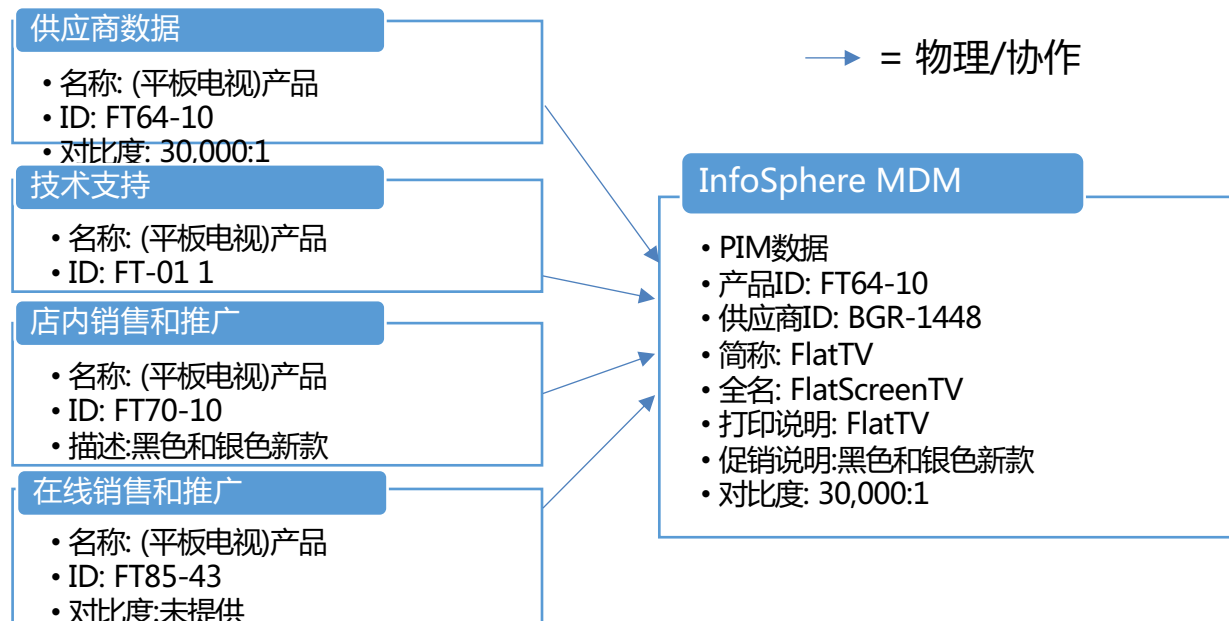 供应商数据
• 名称: (平板电视)产品
• ID: FT64-10
• 对比度: 30,000:1
技术支持
• 名称: (平板电视)产品
• ID: FT-01 1
店内销售和推广
• 名称: (平板电视)产品
• ID: FT70-10
• 描述:黑色和银色新款
在线销售和推广
• 名称: (平板电视)产品
• ID: FT85-43
• 对比度:未提供
= 物理/协作
InfoSphere MDM
• PIM数据
• 产品ID: FT64-10
• 供应商ID: BGR-1448
• 简称: FlatTV
• 全名: FlatScreenTV
• 打印说明: FlatTV
• 促销说明:黑色和银色新款
• 对比度: 30,000:1